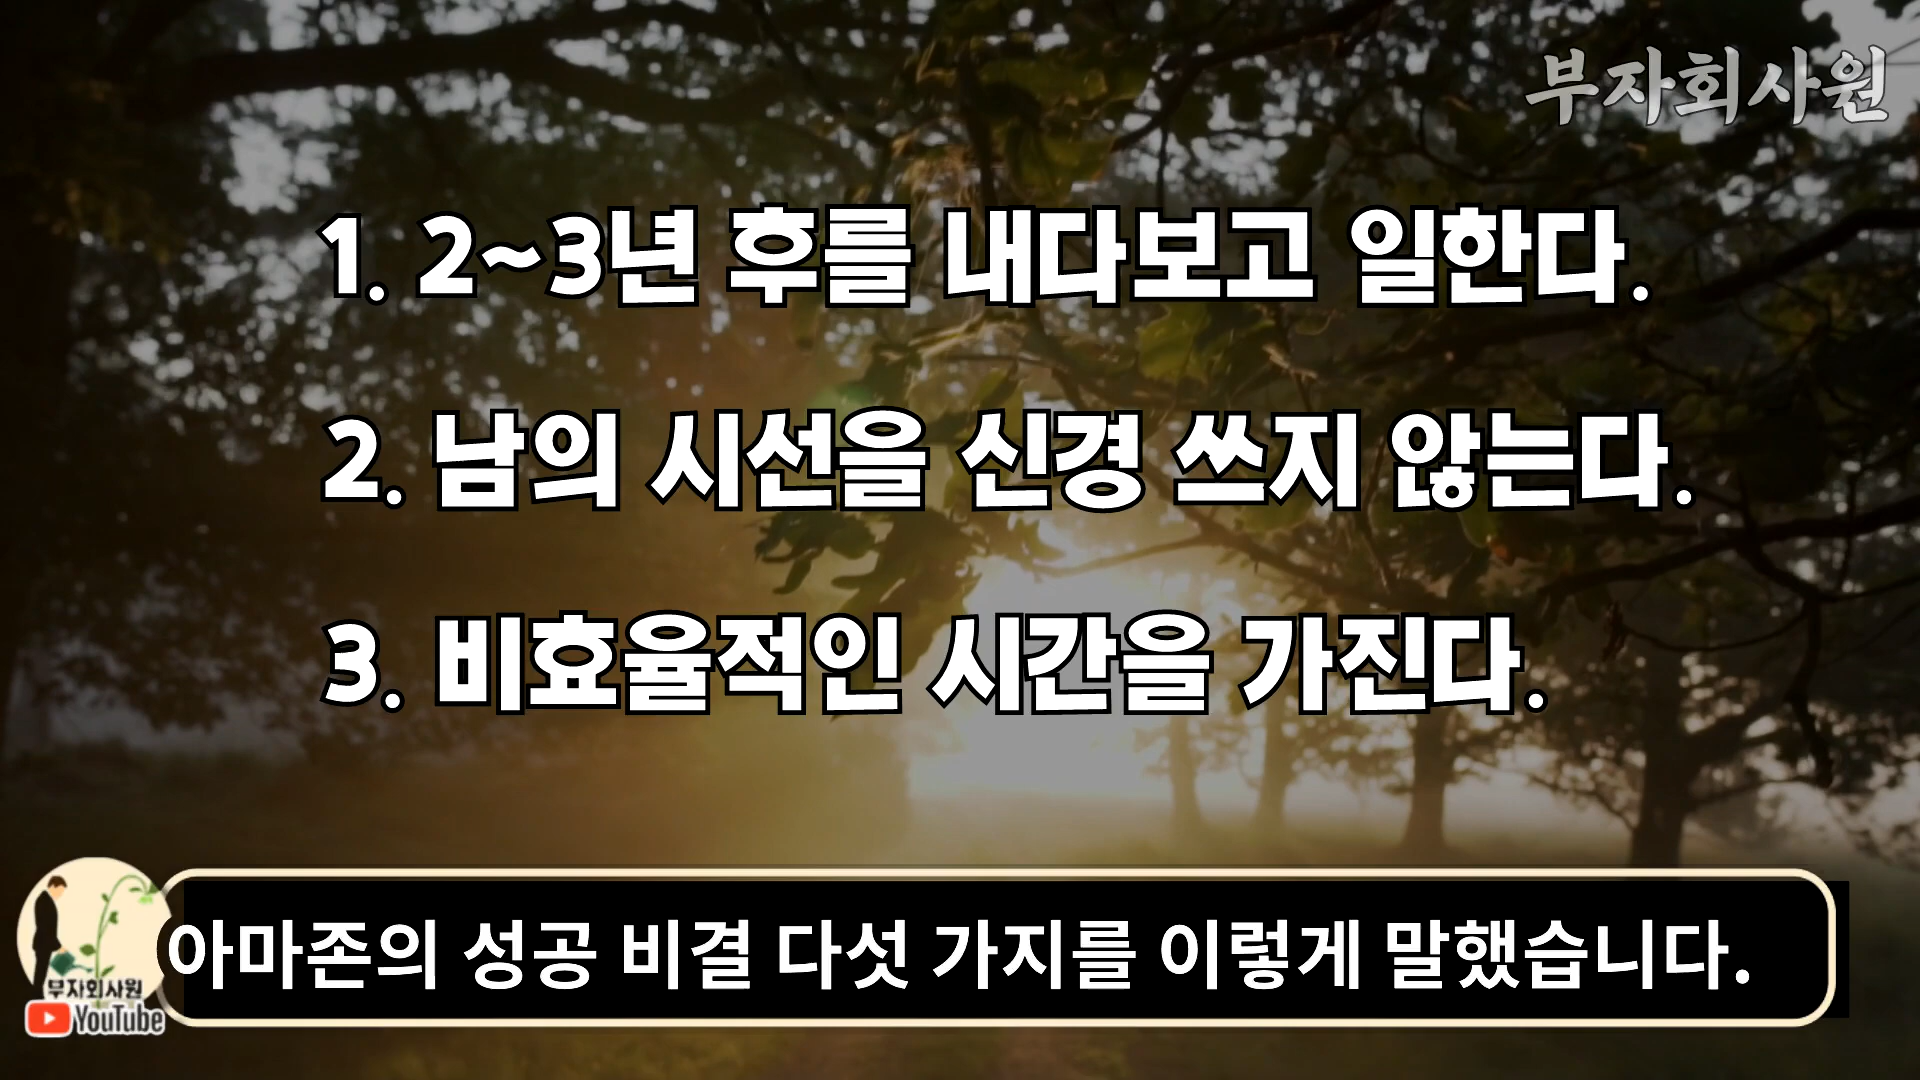 부자회사원
1. 2~3년 후를 내다보고 일한다.
2. 남의 시선을 신경 쓰지 않는다.
3. 비효율적인 시간을 가진다.
아마존의 성공 비결 다섯 가지를 이렇게 말했습니다.
부자회사원
YouTube